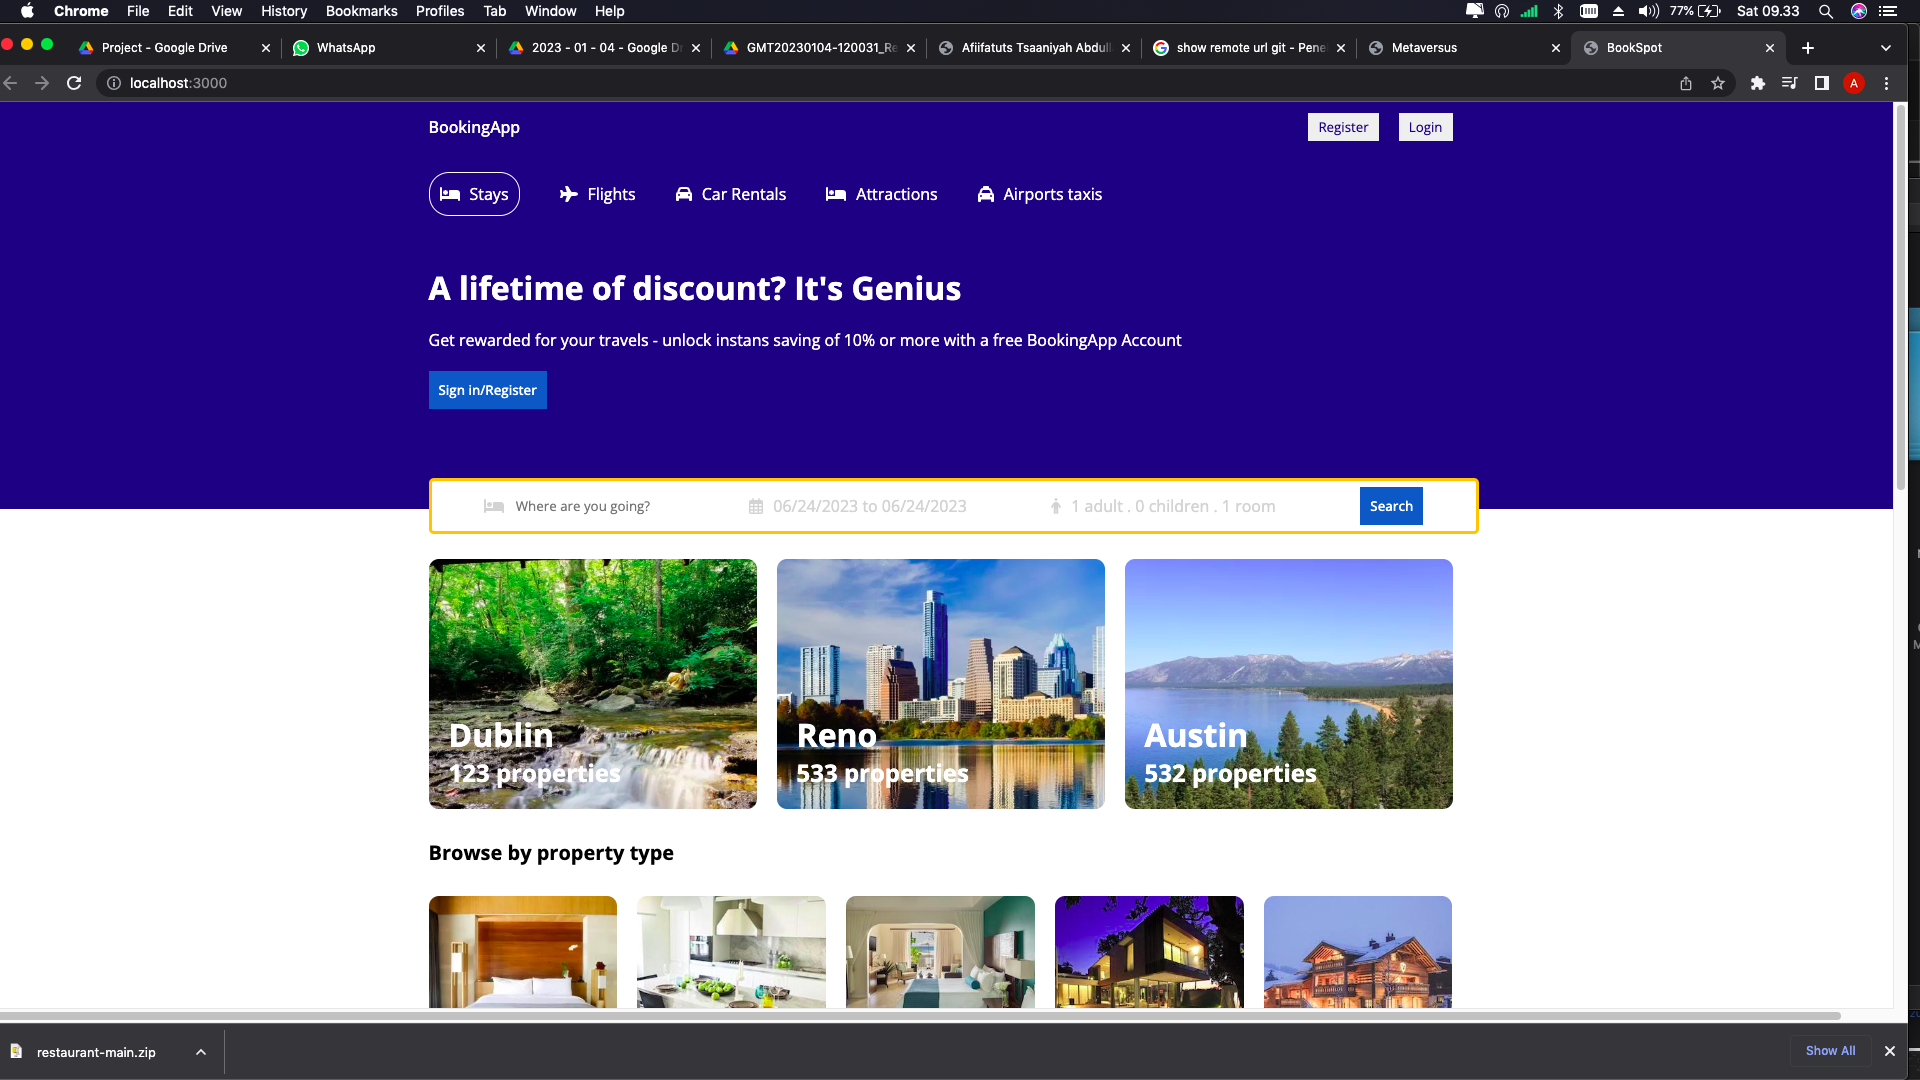 Chrome File Edit View History Bookmarks Profiles Tab Window Help 77% Sat 09.33
Project - Google Drive WhatsApp 2023 - 01 - 04 - Google Dr GMT20230104-120031_Re Afiifatuts Tsaaniyah Abdull show remote url git - Pene Metaversus BookSpot
localhost:3000 A
BookingApp Register Login
Stays Flights Car Rentals Attractions Airports taxis
A lifetime of discount? It's Genius
Get rewarded for your travels - unlock instans saving of 10% or more with a free BookingApp Account
Sign in/Register
Where are you going? 06/24/2023 to 06/24/2023 1 adult . 0 children . 1 room Search
Dublin Reno Austin
123 properties 533 properties 532 properties
Browse by property type
restaurant-main.zip Show All